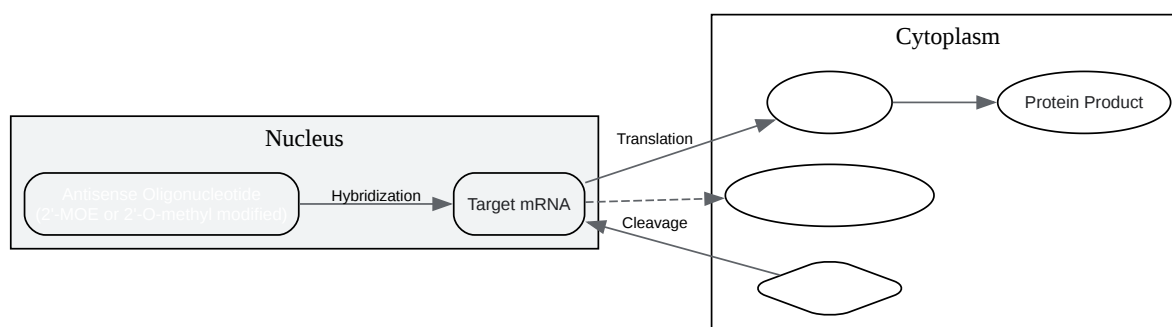 Cytoplasm
Nucleus
Antisense Oligonucleotide
(2'-MOE or 2'-O-methyl modified)
Hybridization
Target mRNA
Translation
Cleavage
Protein Product